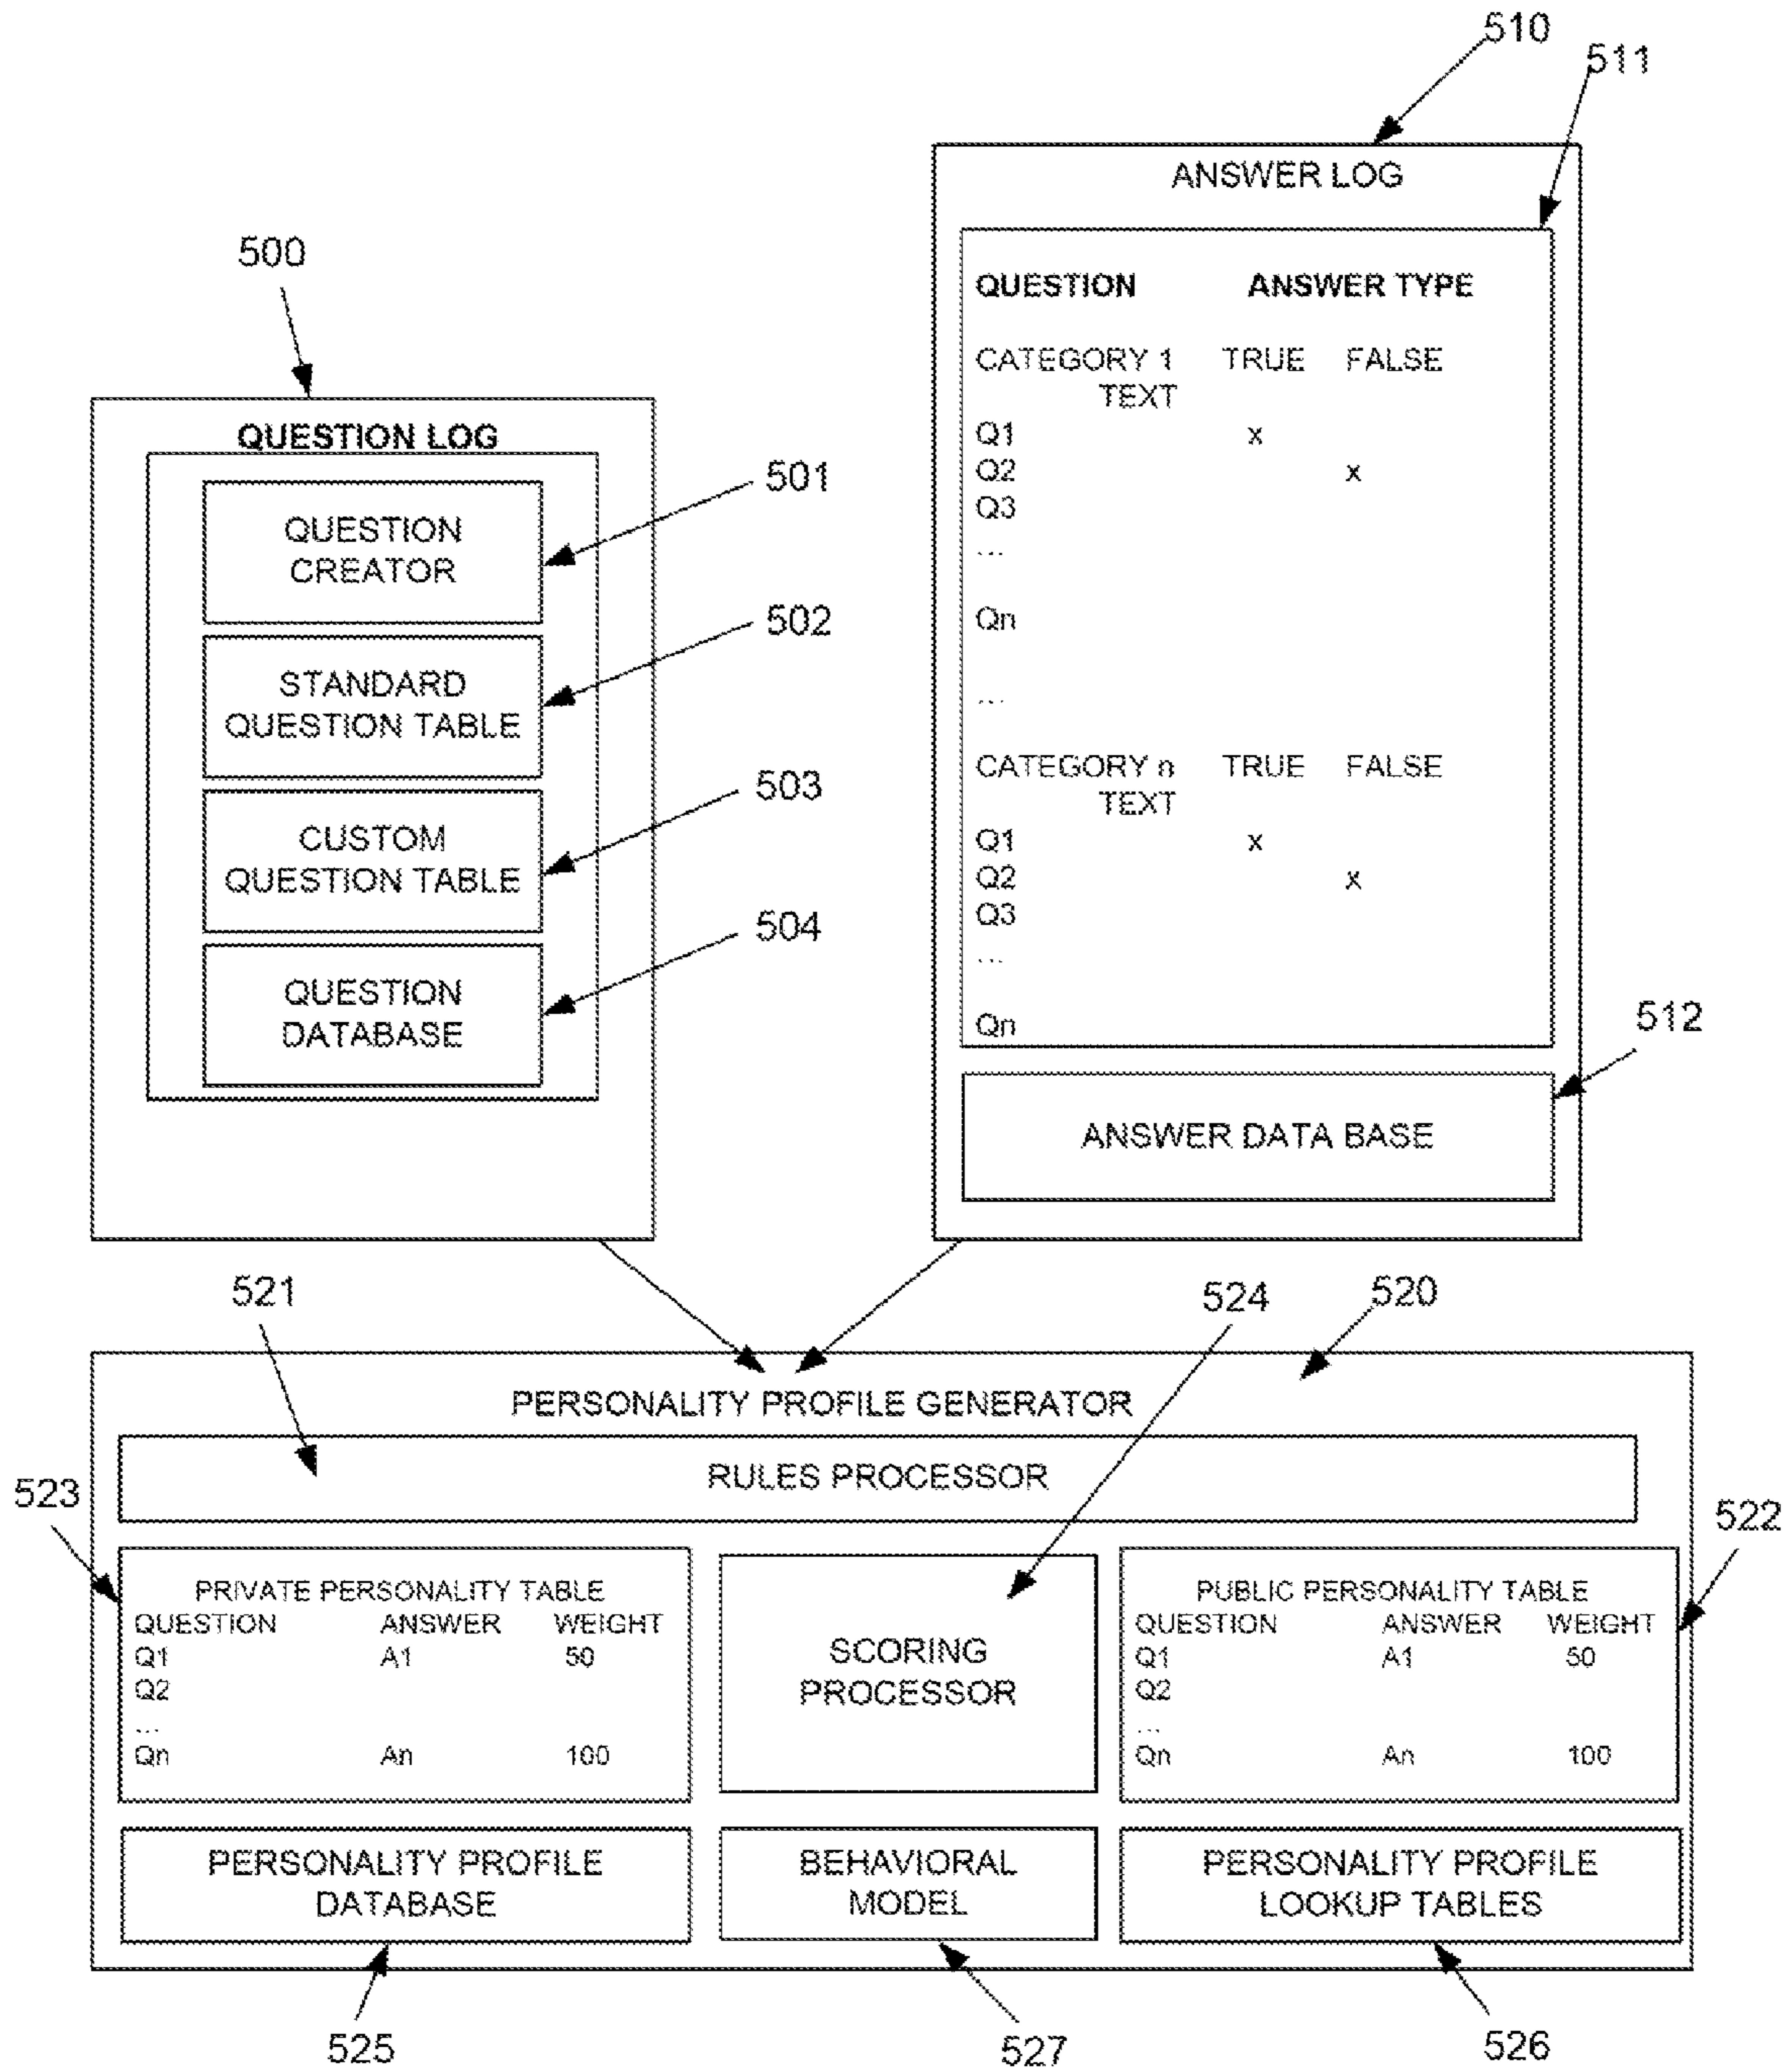 510
511
ANSWER LOG
QUESTION ANSWER TYPE
CATEGORY 1 TRUE FALSE
TEXT
Q1 x
Q2 x
Q3
...
Qn
...
CATEGORY n TRUE FALSE
TEXT
Q1 x
Q2 x
Q3
...
Qn
512
ANSWER DATA BASE
500
QUESTION LOG
501
QUESTION
CREATOR
502
STANDARD
QUESTION TABLE
503
CUSTOM
QUESTION TABLE
504
QUESTION
DATABASE
521
524
520
PERSONALITY PROFILE GENERATOR
RULES PROCESSOR
523
522
PRIVATE PERSONALITY TABLE
QUESTION ANSWER WEIGHT
Q1 A1 50
Q2
...
Qn An 100
SCORING
PROCESSOR
PUBLIC PERSONALITY TABLE
QUESTION ANSWER WEIGHT
Q1 A1 50
Q2
...
Qn An 100
PERSONALITY PROFILE
DATABASE
BEHAVIORAL
MODEL
PERSONALITY PROFILE
LOOKUP TABLES
525
527
526